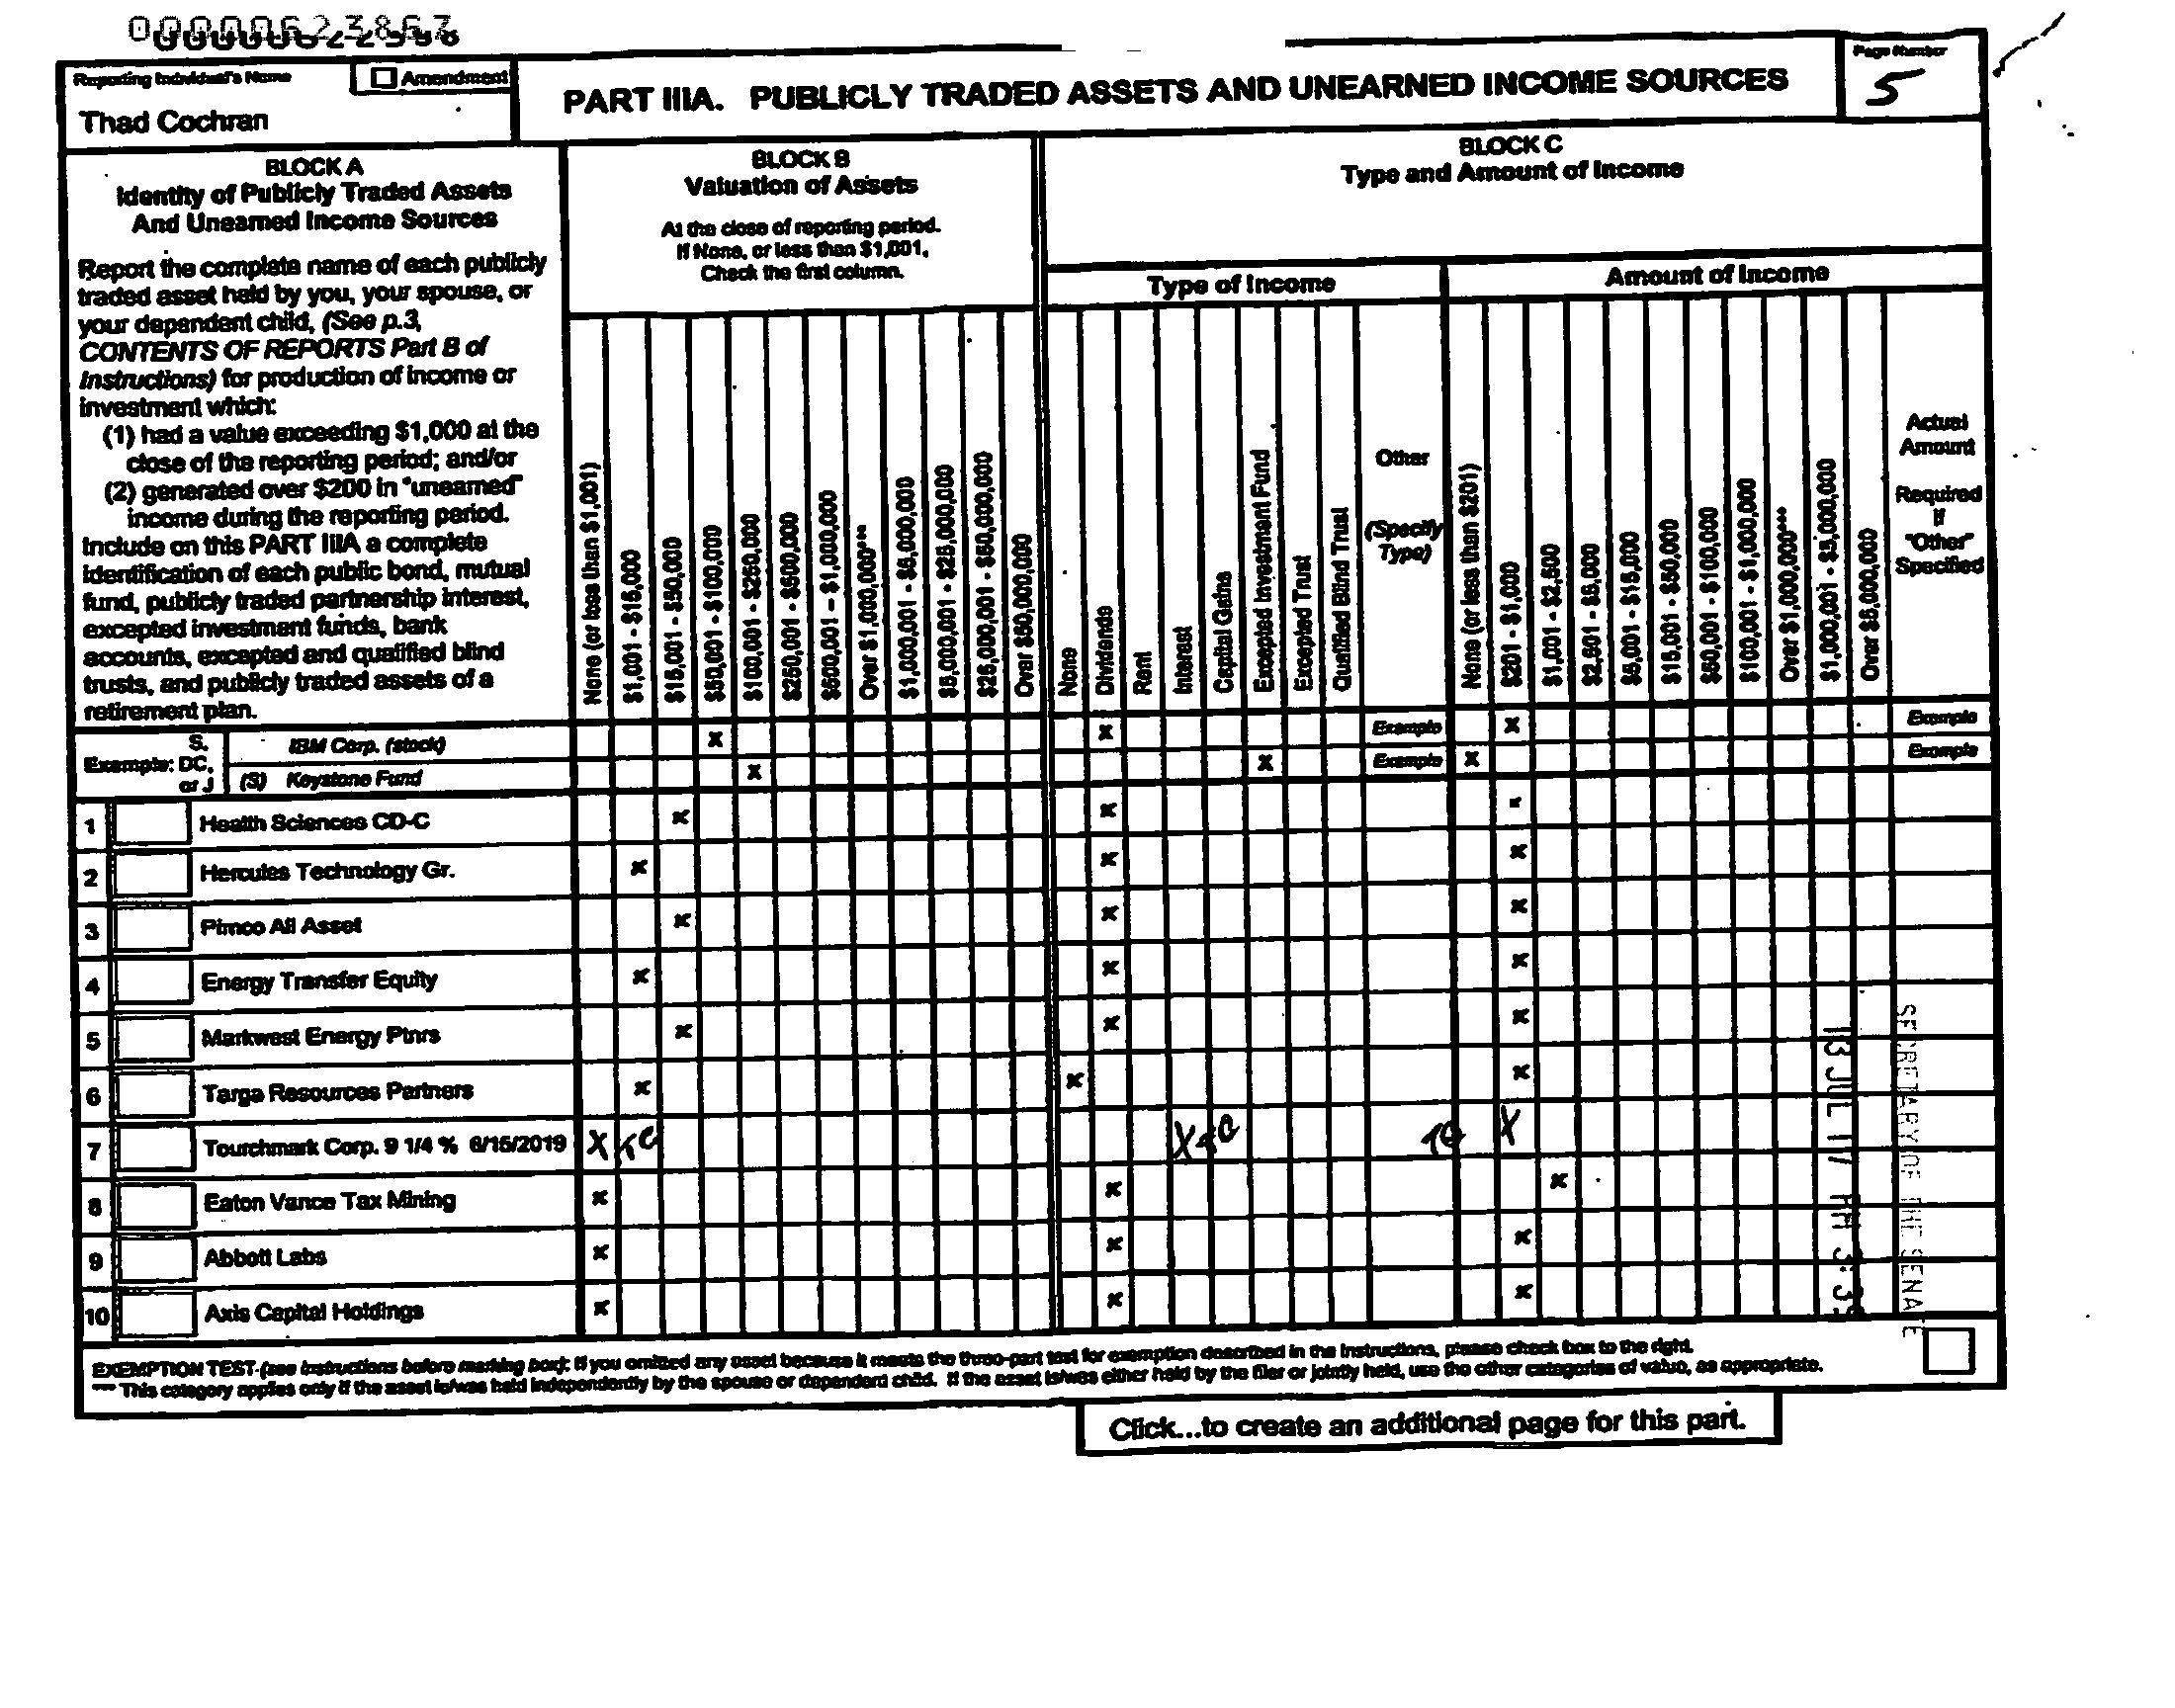 000000623867
Reporting Individual's Name
Amendment
Thad Cochran
PART IIIA. PUBLICLY TRADED ASSETS AND UNEARNED INCOME SOURCES
Page Number
5
BLOCK A
Identity of Publicly Traded Assets
And Unearned Income Sources
Report the complete name of each publicly
traded asset held by you, your spouse, or
your dependent child, (See p.3,
CONTENTS OF REPORTS Part B of
Instructions) for production of income or
investment which:
(1) had a value exceeding $1,000 at the
close of the reporting period; and/or
(2) generated over $200 in "unearned"
income during the reporting period.
Include on this PART IIIA a complete
identification of each public bond, mutual
fund, publicly traded partnership interest,
excepted investment funds, bank
accounts, excepted and qualified blind
trusts, and publicly traded assets of a
retirement plan.
BLOCK B
Valuation of Assets
At the close of reporting period.
If None, or less than $1,001,
Check the first column.
None (or less than $1,001)
$1,001 - $15,000
$15,001 - $50,000
$50,001 - $100,000
$100,001 - $250,000
$250,001 - $500,000
$500,001 - $1,000,000
Over $1,000,000***
$1,000,001 - $5,000,000
$5,000,001 - $25,000,000
$25,000,001 - $50,000,000
Over $50,000,000
BLOCK C
Type and Amount of Income
Type of Income
None
Dividends
Rent
Interest
Capital Gains
Excepted Investment Fund
Excepted Trust
Qualified Blind Trust
Other
(Specify
Type)
Amount of Income
None (or less than $201)
$201 - $1,000
$1,001 - $2,500
$2,501 - $5,000
$5,001 - $15,000
$15,001 - $50,000
$50,001 - $100,000
$100,001 - $1,000,000
Over $1,000,000***
$1,000,001 - $5,000,000
Over $5,000,000
Actual
Amount
Required
if
"Other"
Specified
Example: S, DC, or J
IBM Corp. (stock) X X Example X Example
(S) Keystone Fund X X Example X Example
1 Health Sciences CD-C x x x
2 Hercules Technology Gr. x x x
3 Pimco All Asset x x x
4 Energy Transfer Equity x x x
5 Markwest Energy Ptnrs x x x
6 Targa Resources Partners x x x
7 Tourchmark Corp. 9 1/4 % 6/15/2019 X X X
8 Eaton Vance Tax Mining x x x
9 Abbott Labs x x x
10 Axis Capital Holdings x x x
SECRETARY OF THE SENATE
EXEMPTION TEST (see instructions before marking box): If you omitted any asset because it meets the three-part test for exemption described in the instructions, please check box to the right.
*** This category applies only if the asset is/was held independently by the spouse or dependent child. If the asset is/was either held by the filer or jointly held, use the other categories of value, as appropriate.
Click...to create an additional page for this part.